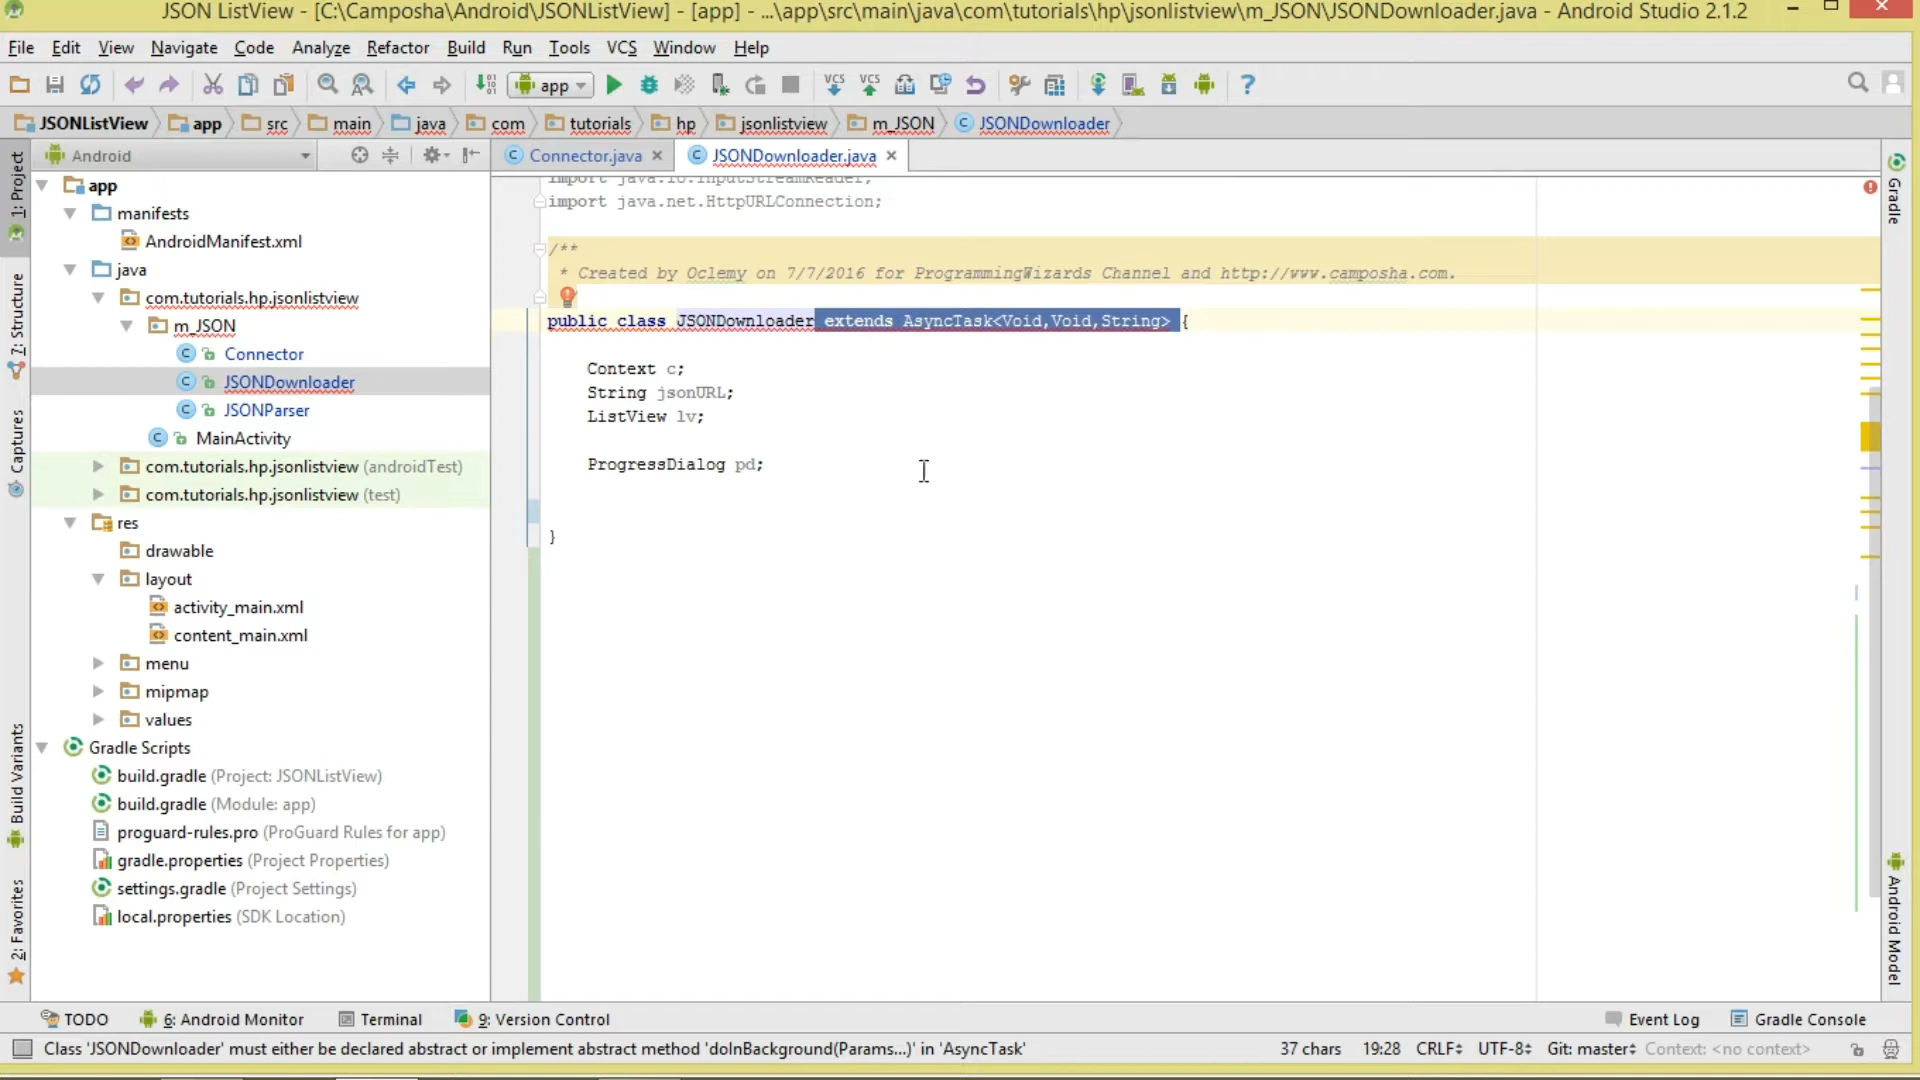 JSON ListView - [C:\Camposha\Android\JSONListView] - [app] - ...\app\src\main\java\com\tutorials\hp\jsonlistview\m_JSON\JSONDownloader.java - Android Studio 2.1.2
File Edit View Navigate Code Analyze Refactor Build Run Tools VCS Window Help
app
JSONListView app src main java com tutorials hp jsonlistview m_JSON JSONDownloader
Android
Connector.java JSONDownloader.java
1: Project
7: Structure
Captures
Build Variants
2: Favorites
app
manifests
AndroidManifest.xml
java
com.tutorials.hp.jsonlistview
m_JSON
Connector
JSONDownloader
JSONParser
MainActivity
com.tutorials.hp.jsonlistview (androidTest)
com.tutorials.hp.jsonlistview (test)
res
drawable
layout
activity_main.xml
content_main.xml
menu
mipmap
values
Gradle Scripts
build.gradle (Project: JSONListView)
build.gradle (Module: app)
proguard-rules.pro (ProGuard Rules for app)
gradle.properties (Project Properties)
settings.gradle (Project Settings)
local.properties (SDK Location)
import java.io.InputStreamReader;
import java.net.HttpURLConnection;
/**
* Created by Oclemy on 7/7/2016 for ProgrammingWizards Channel and http://www.camposha.com.
public class JSONDownloader extends AsyncTask<Void,Void,String> {
Context c;
String jsonURL;
ListView lv;
ProgressDialog pd;
}
Gradle
Android Model
TODO 6: Android Monitor Terminal 9: Version Control Event Log Gradle Console
Class 'JSONDownloader' must either be declared abstract or implement abstract method 'doInBackground(Params...)' in 'AsyncTask' 37 chars 19:28 CRLF UTF-8 Git: master Context: <no context>